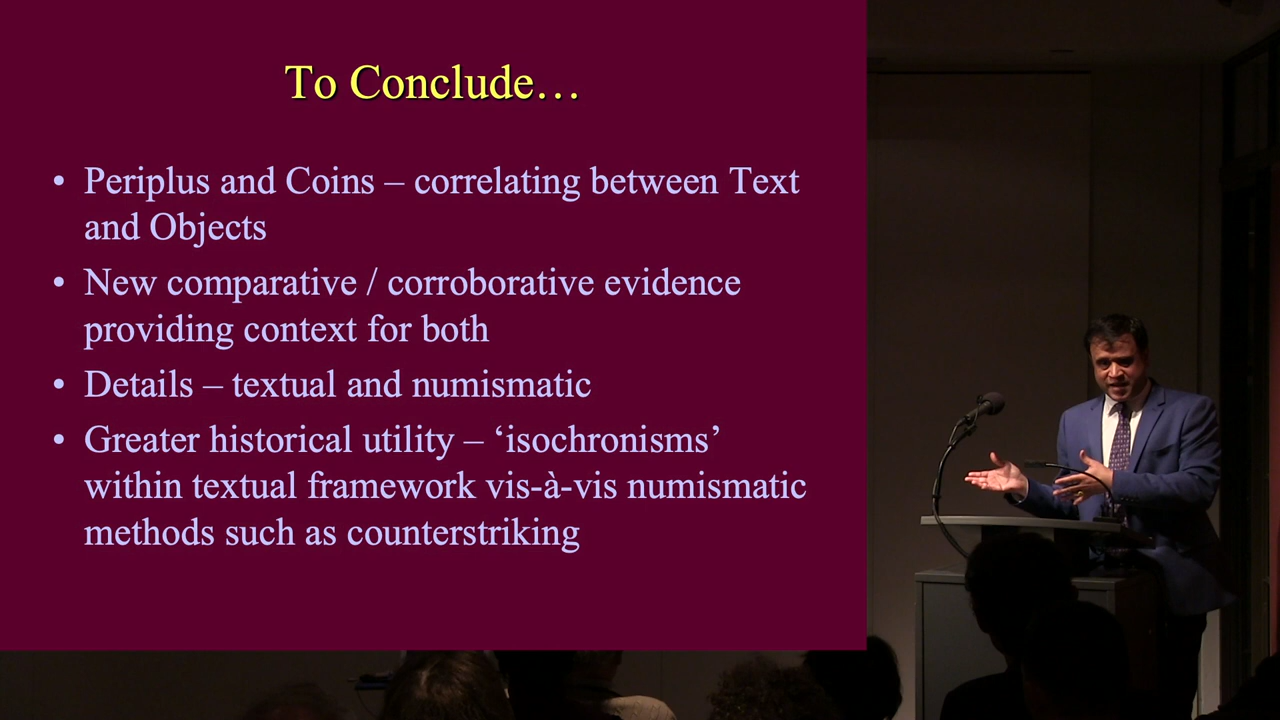 To Conclude…
• Periplus and Coins – correlating between Text
and Objects
• New comparative / corroborative evidence
providing context for both
• Details – textual and numismatic
• Greater historical utility – ‘isochronisms’
within textual framework vis-à-vis numismatic
methods such as counterstriking